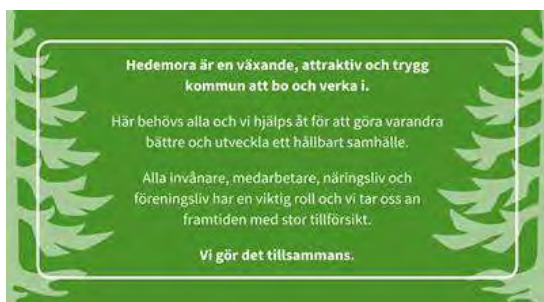 Hedemora är en växande, attraktiv och trygg
kommun att bo och verka i.
Här behövs alla och vi hjälps åt för att göra varandra
bättre och utveckla ett hållbart samhälle.
Alla invånare, medarbetare, näringsliv och
föreningsliv har en viktig roll och vi tar oss an
framtiden med stor tillförsikt.
Vi gör det tillsammans.